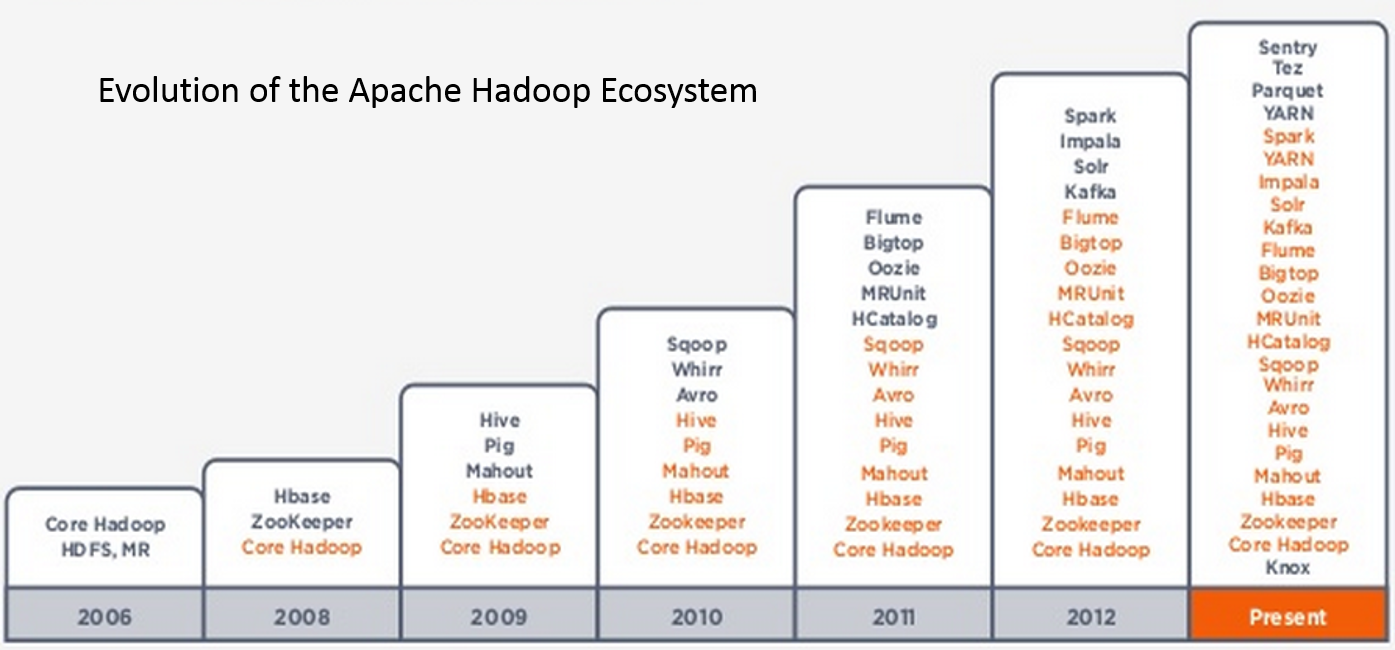 Evolution of the Apache Hadoop Ecosystem
Core Hadoop
HDFS, MR
2006
Hbase
ZooKeeper
Core Hadoop
2008
Hive
Pig
Mahout
Hbase
ZooKeeper
Core Hadoop
2009
Sqoop
Whirr
Avro
Hive
Pig
Mahout
Hbase
Zookeeper
Core Hadoop
2010
Flume
Bigtop
Oozie
MRUnit
HCatalog
Sqoop
Whirr
Avro
Hive
Pig
Mahout
Hbase
Zookeeper
Core Hadoop
2011
Spark
Impala
Solr
Kafka
Flume
Bigtop
Oozie
MRUnit
HCatalog
Sqoop
Whirr
Avro
Hive
Pig
Mahout
Hbase
Zookeeper
Core Hadoop
2012
Sentry
Tez
Parquet
YARN
Spark
YARN
Impala
Solr
Kafka
Flume
Bigtop
Oozie
MRUnit
HCatalog
Sqoop
Whirr
Avro
Hive
Pig
Mahout
Hbase
Zookeeper
Core Hadoop
Knox
Present